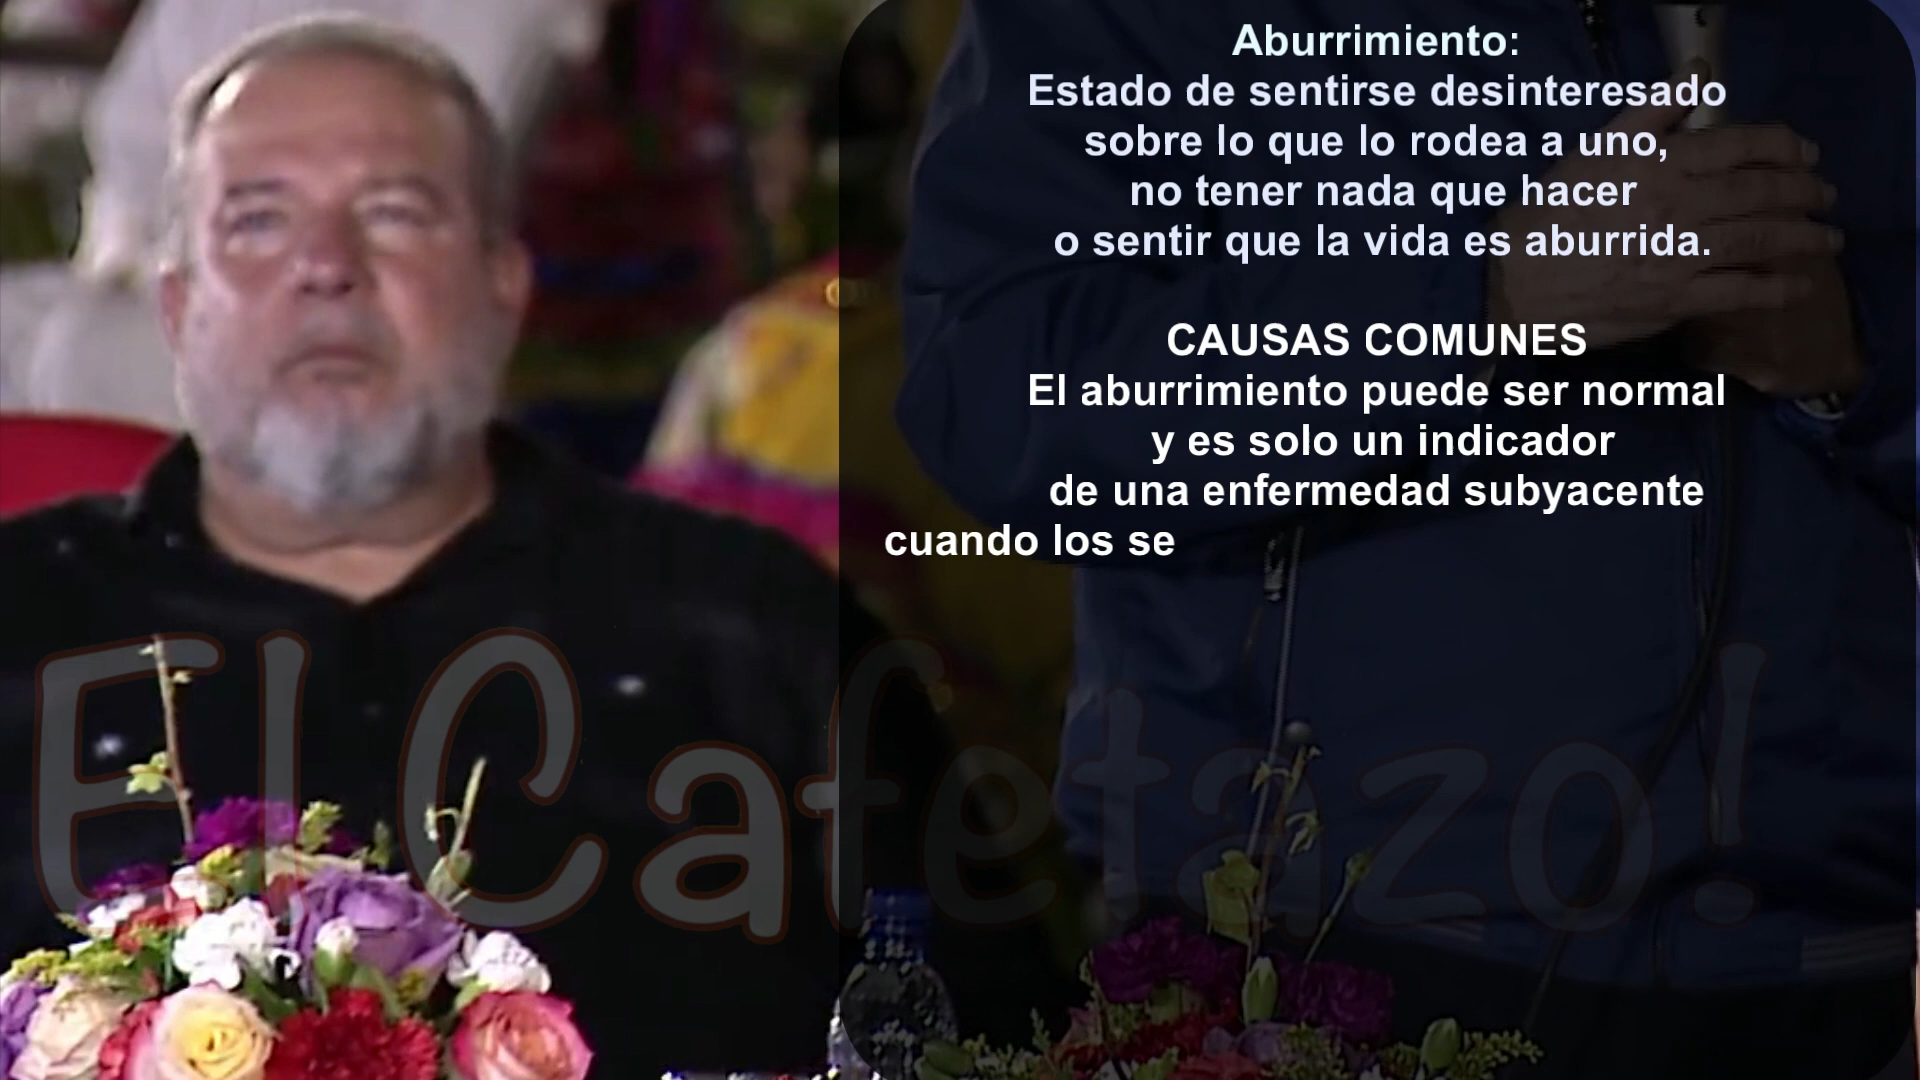 Aburrimiento:
Estado de sentirse desinteresado
sobre lo que lo rodea a uno,
no tener nada que hacer
o sentir que la vida es aburrida.
CAUSAS COMUNES
El aburrimiento puede ser normal
y es solo un indicador
de una enfermedad subyacente
cuando los se
El Cafetazo!